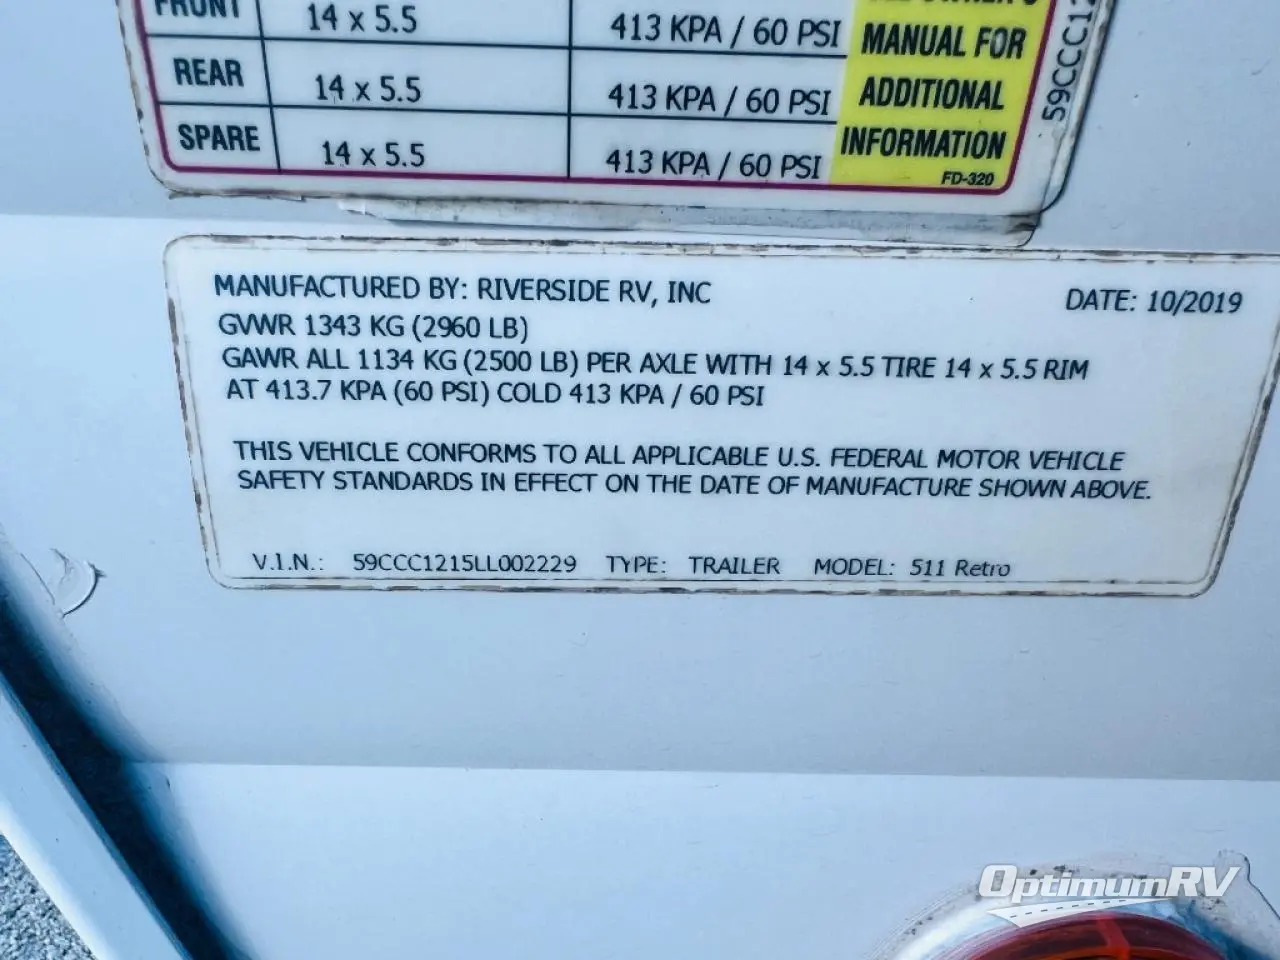 FRONT 14 x 5.5 413 KPA / 60 PSI
REAR 14 x 5.5 413 KPA / 60 PSI
SPARE 14 x 5.5 413 KPA / 60 PSI
MANUAL FOR
ADDITIONAL
INFORMATION
FD-320
59CCC12
MANUFACTURED BY: RIVERSIDE RV, INC DATE: 10/2019
GVWR 1343 KG (2960 LB)
GAWR ALL 1134 KG (2500 LB) PER AXLE WITH 14 x 5.5 TIRE 14 x 5.5 RIM
AT 413.7 KPA (60 PSI) COLD 413 KPA / 60 PSI
THIS VEHICLE CONFORMS TO ALL APPLICABLE U.S. FEDERAL MOTOR VEHICLE
SAFETY STANDARDS IN EFFECT ON THE DATE OF MANUFACTURE SHOWN ABOVE.
V.I.N.: 59CCC1215LL002229 TYPE: TRAILER MODEL: 511 Retro
OptimumRV